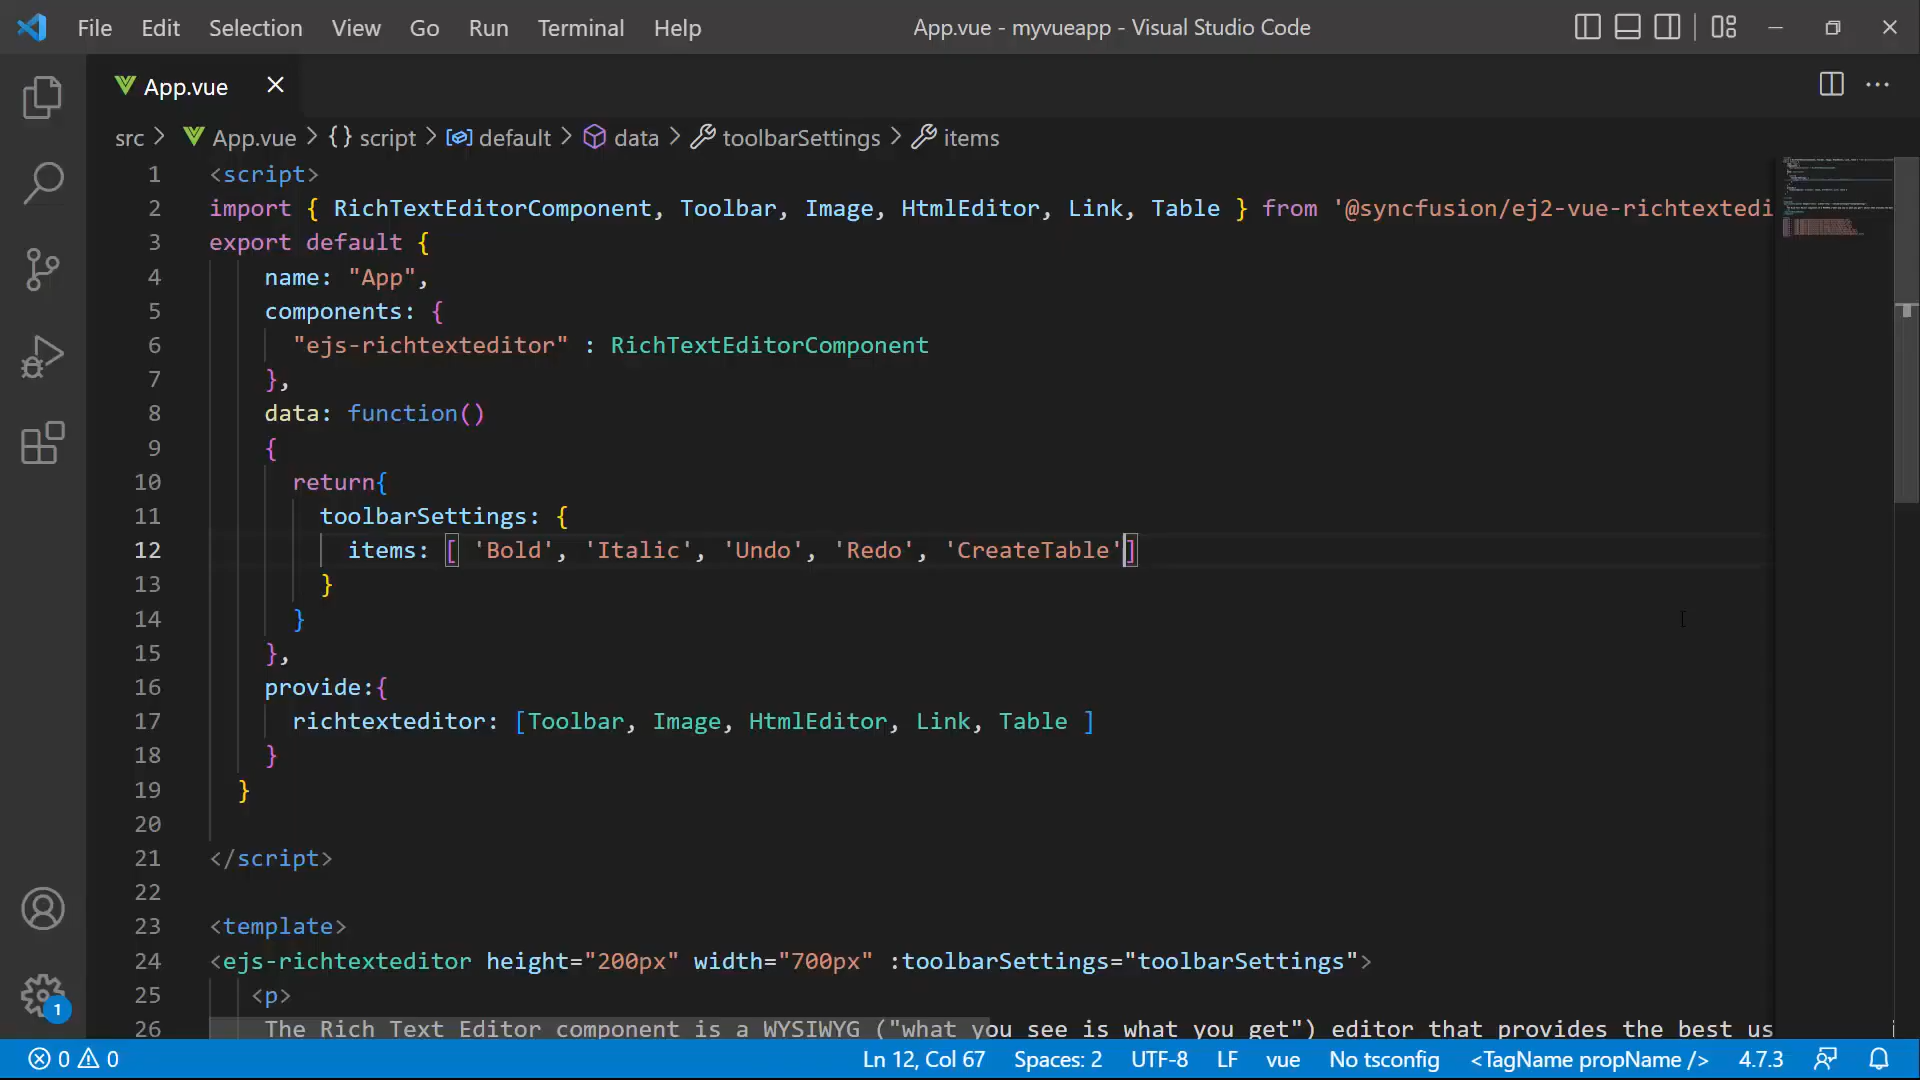 File Edit Selection View Go Run Terminal Help App.vue - myvueapp - Visual Studio Code
App.vue
src > App.vue > {} script > default > data > toolbarSettings > items
1 <script>
2 import { RichTextEditorComponent, Toolbar, Image, HtmlEditor, Link, Table } from '@syncfusion/ej2-vue-richtextedi
3 export default {
4 name: "App",
5 components: {
6 "ejs-richtexteditor" : RichTextEditorComponent
7 },
8 data: function()
9 {
10 return{
11 toolbarSettings: {
12 items: [ 'Bold', 'Italic', 'Undo', 'Redo', 'CreateTable']
13 }
14 }
15 },
16 provide:{
17 richtexteditor: [Toolbar, Image, HtmlEditor, Link, Table ]
18 }
19 }
20
21 </script>
22
23 <template>
24 <ejs-richtexteditor height="200px" width="700px" :toolbarSettings="toolbarSettings">
25 <p>
26 The Rich Text Editor component is a WYSIWYG ("what you see is what you get") editor that provides the best us
1
0 0 Ln 12, Col 67 Spaces: 2 UTF-8 LF vue No tsconfig <TagName propName /> 4.7.3